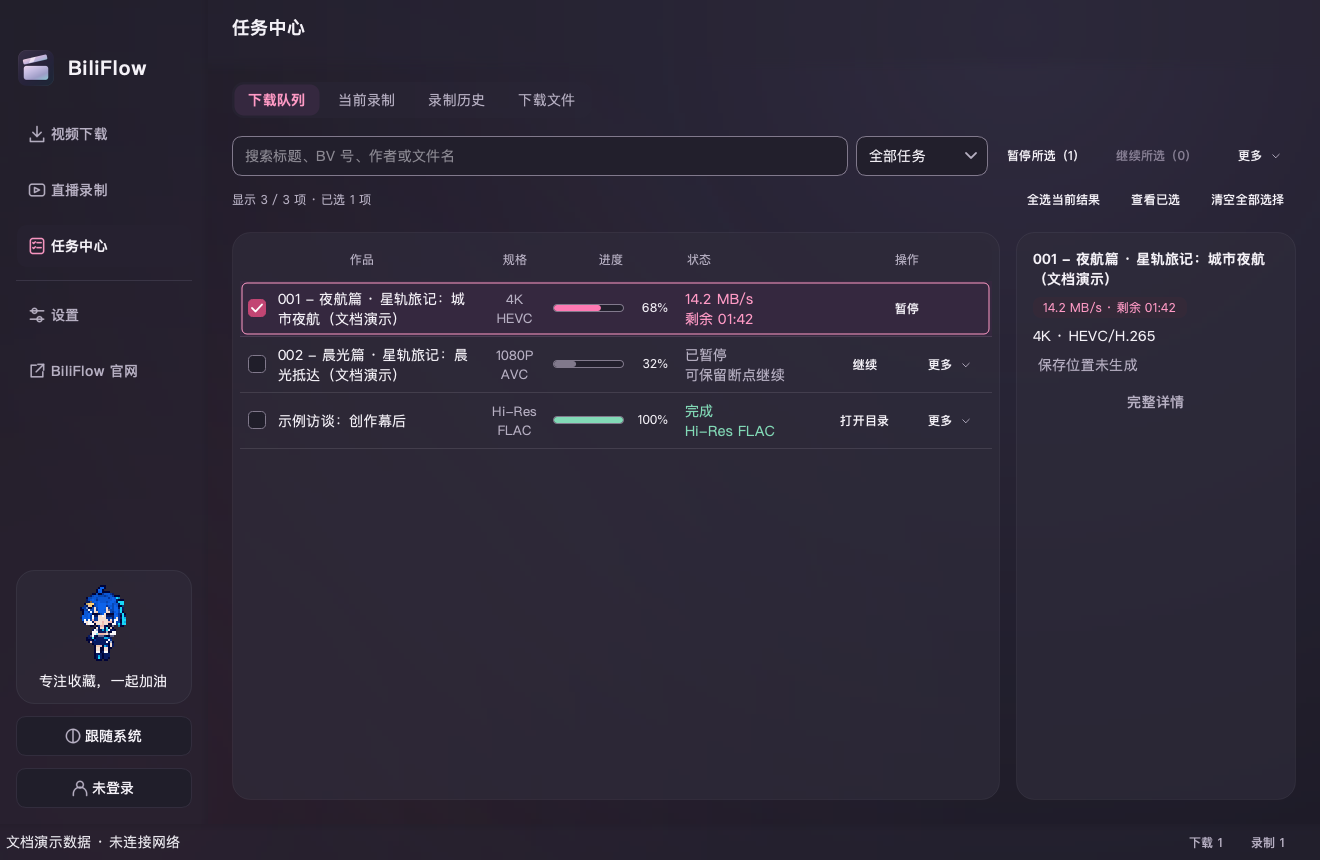 任务中心
BiliFlow
视频下载
直播录制
任务中心
设置
BiliFlow 官网
专注收藏，一起加油
跟随系统
未登录
下载队列 当前录制 录制历史 下载文件
搜索标题、BV 号、作者或文件名 全部任务 暂停所选（1） 继续所选（0） 更多
显示 3 / 3 项 · 已选 1 项 全选当前结果 查看已选 清空全部选择
作品 规格 进度 状态 操作
001 – 夜航篇 · 星轨旅记：城
市夜航（文档演示）
4K
HEVC
68%
14.2 MB/s
剩余 01:42
暂停
002 – 晨光篇 · 星轨旅记：晨
光抵达（文档演示）
1080P
AVC
32%
已暂停
可保留断点继续
继续 更多
示例访谈：创作幕后
Hi-Res
FLAC
100%
完成
Hi-Res FLAC
打开目录 更多
001 – 夜航篇 · 星轨旅记：城市夜航
（文档演示）
14.2 MB/s · 剩余 01:42
4K · HEVC/H.265
保存位置未生成
完整详情
文档演示数据 · 未连接网络 下载 1 录制 1